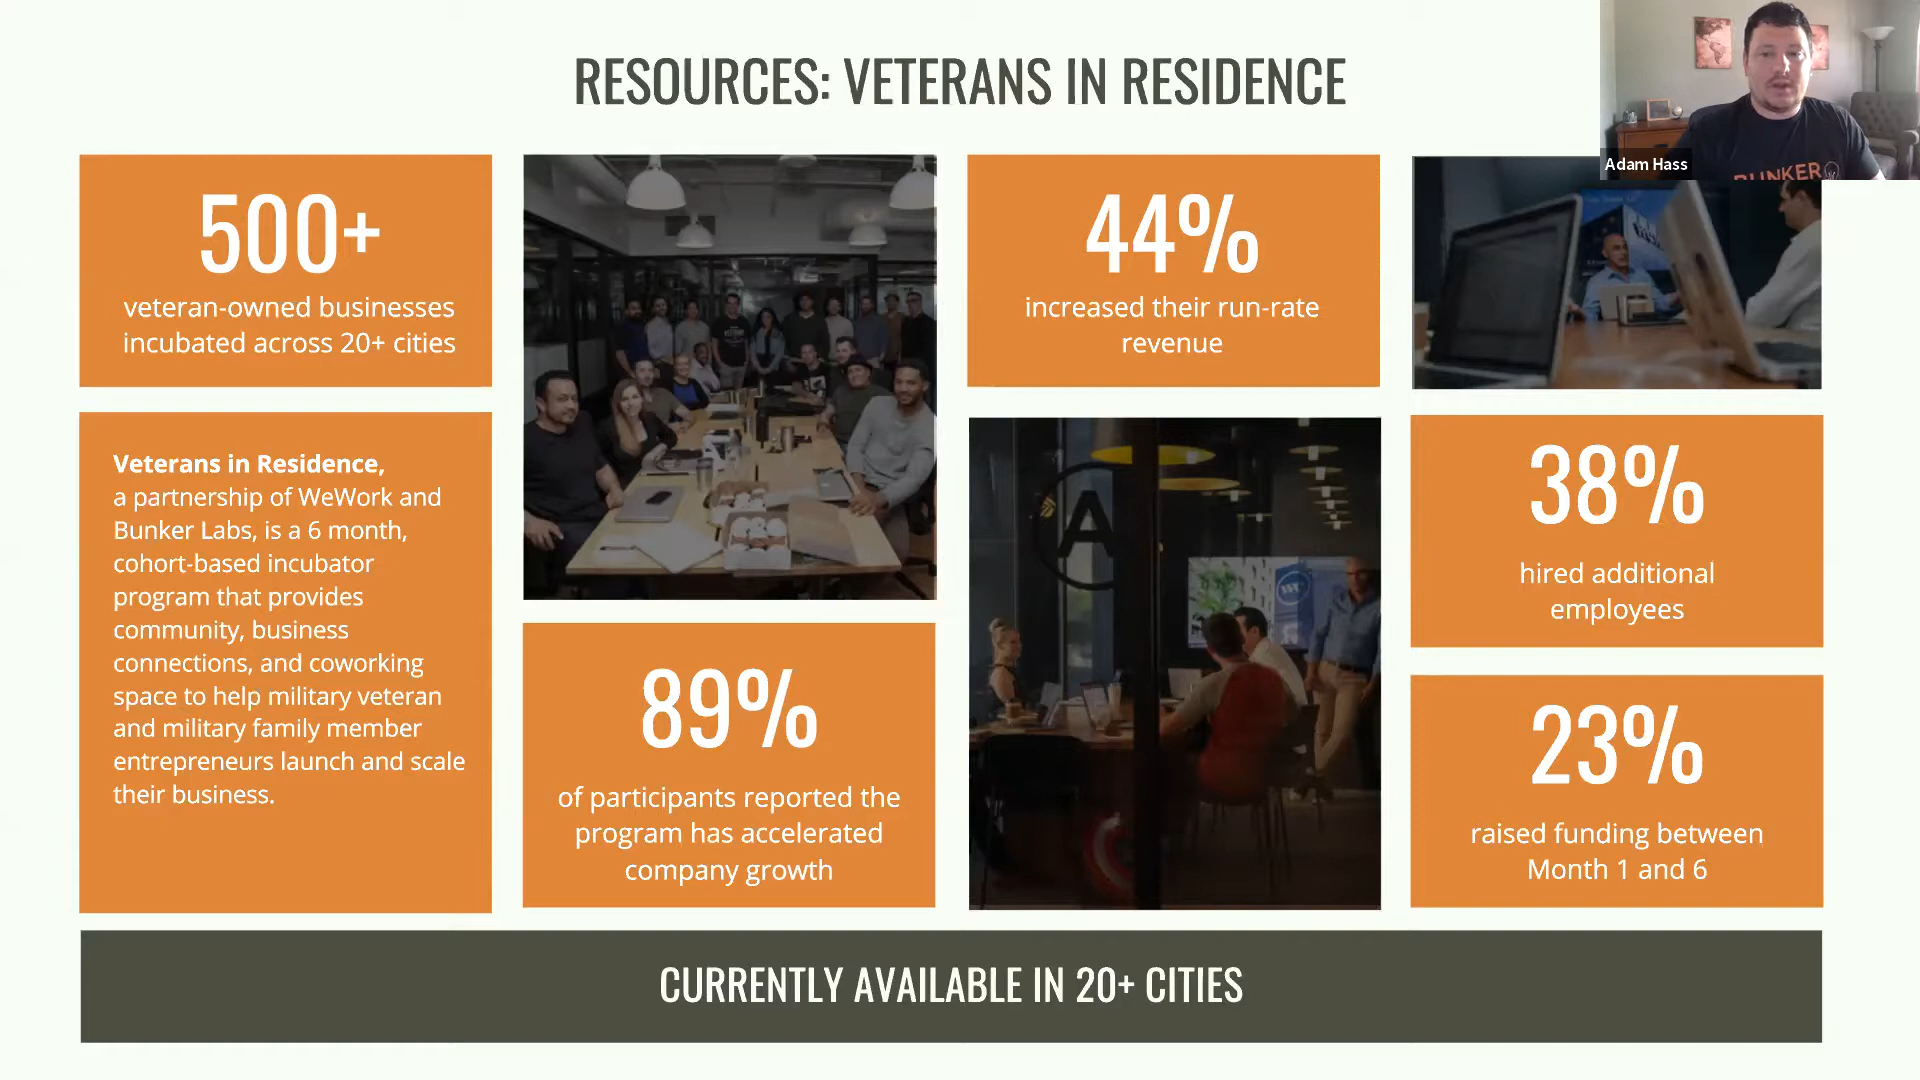 RESOURCES: VETERANS IN RESIDENCE
Adam Hass
BUNKER
500+
veteran-owned businesses
incubated across 20+ cities
44%
increased their run-rate
revenue
Veterans in Residence,
a partnership of WeWork and
Bunker Labs, is a 6 month,
cohort-based incubator
program that provides
community, business
connections, and coworking
space to help military veteran
and military family member
entrepreneurs launch and scale
their business.
A
89%
of participants reported the
program has accelerated
company growth
38%
hired additional
employees
23%
raised funding between
Month 1 and 6
CURRENTLY AVAILABLE IN 20+ CITIES